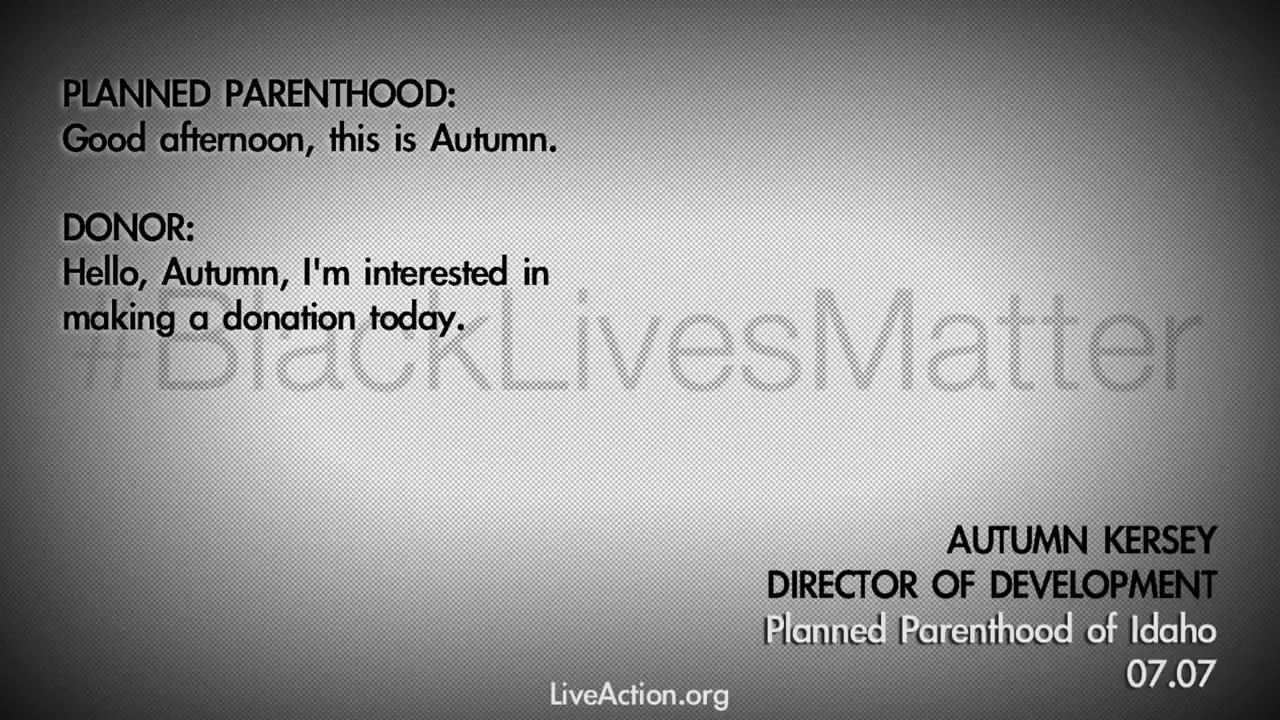 PLANNED PARENTHOOD:
Good afternoon, this is Autumn.
DONOR:
Hello, Autumn, I'm interested in
making a donation today.
#BlackLivesMatter
AUTUMN KERSEY
DIRECTOR OF DEVELOPMENT
Planned Parenthood of Idaho
07.07
LiveAction.org